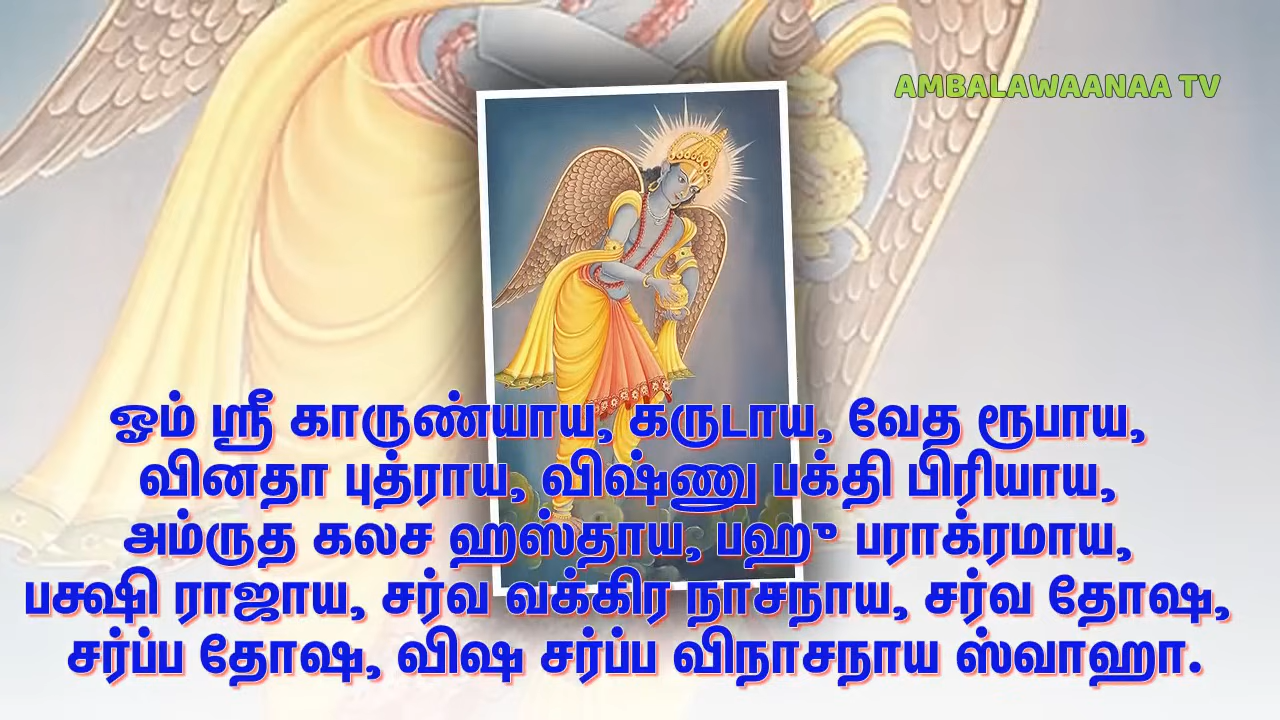 AMBALAWAANAA TV
ஓம் ஸ்ரீ காருண்யாய, கருடாய, வேத ரூபாய,
வினதா புத்ராய, விஷ்ணு பக்தி பிரியாய,
அம்ருத கலச ஹஸ்தாய, பஹு பராக்ரமாய,
பக்ஷி ராஜாய, சர்வ வக்கிர நாசநாய, சர்வ தோஷ,
சர்ப்ப தோஷ, விஷ சர்ப்ப விநாசநாய ஸ்வாஹா.